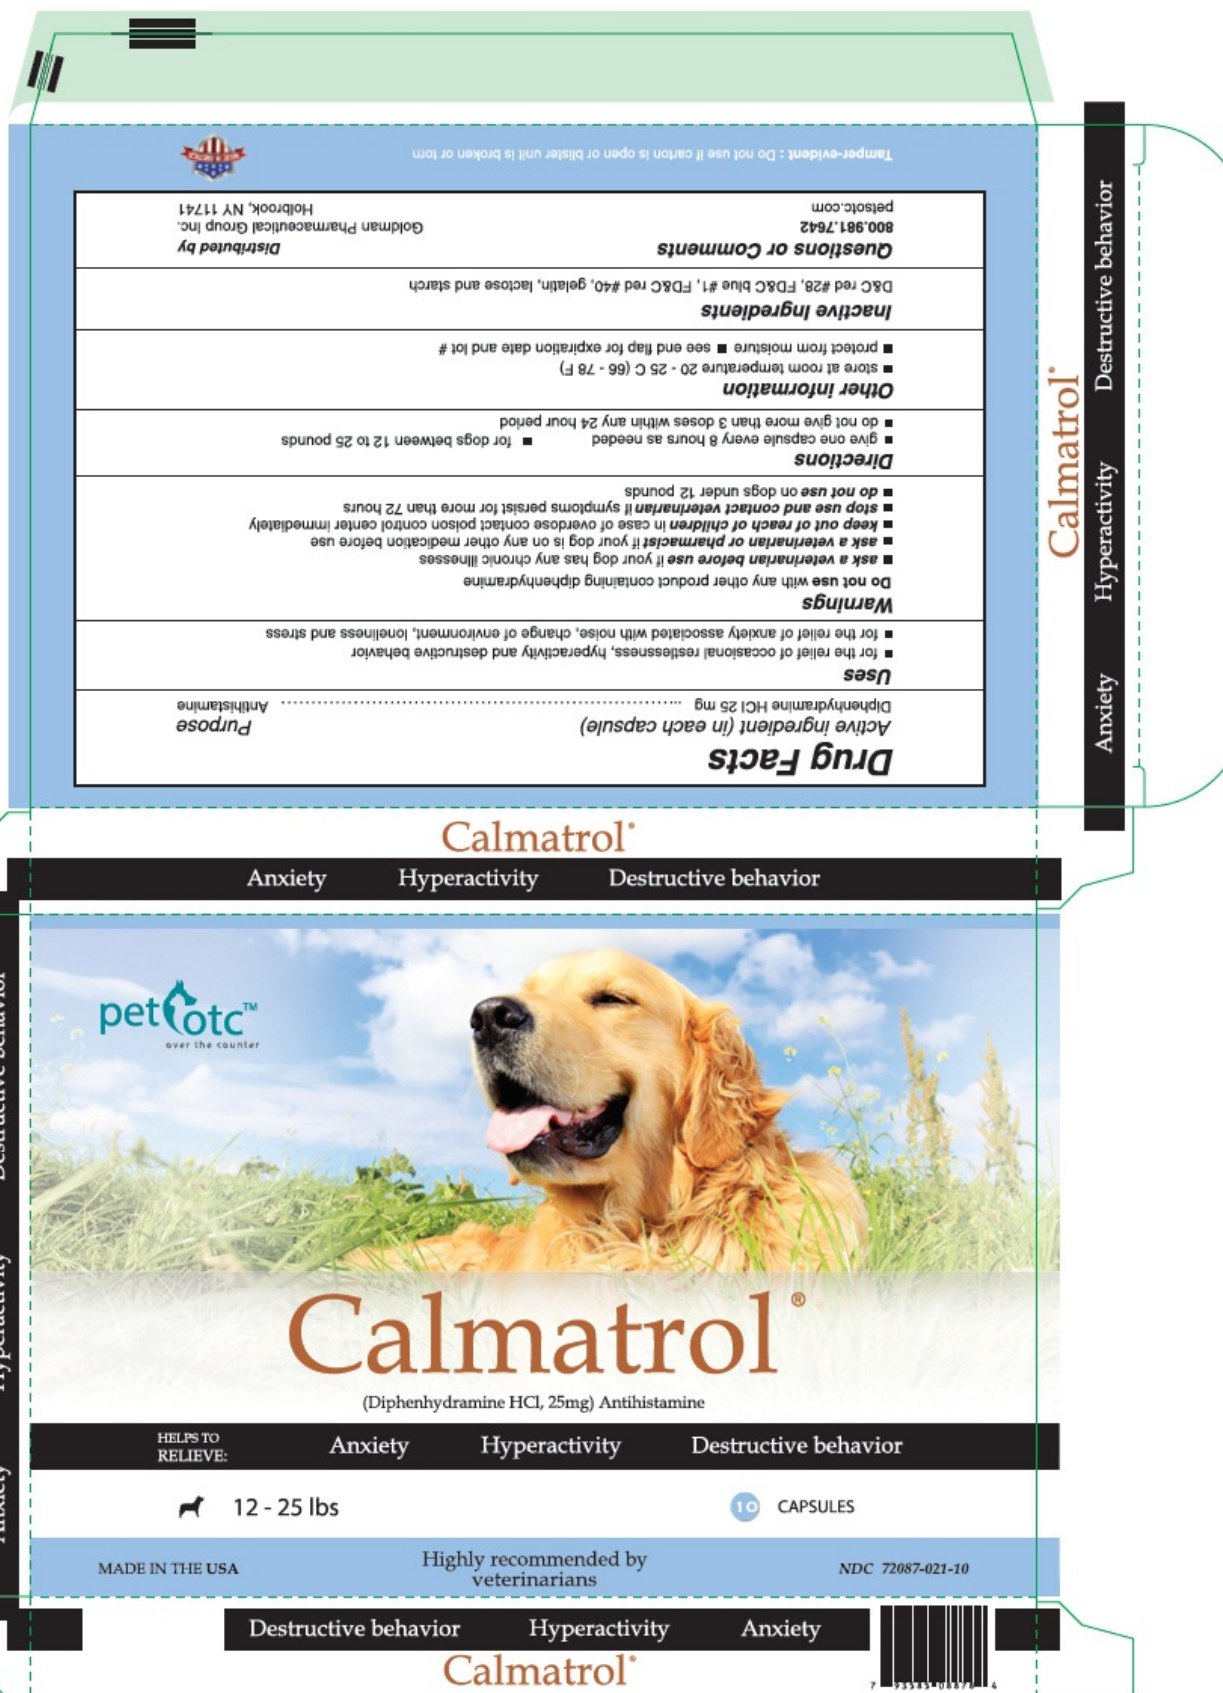 Drug Facts
Active ingredient (in each capsule) Purpose
Diphenhydramine HCl 25 mg ........................................................................ Antihistamine
Uses
■ for the relief of occasional restlessness, hyperactivity and destructive behavior
■ for the relief of anxiety associated with noise, change of environment, loneliness and stress
Warnings
Do not use with any other product containing diphenhydramine
■ ask a veterinarian before use if your dog has any chronic illnesses
■ ask a veterinarian or pharmacist if your dog is on any other medication before use
■ keep out of reach of children in case of overdose contact poison control center immediately
■ stop use and contact veterinarian if symptoms persist for more than 72 hours
■ do not use on dogs under 12 pounds
Directions
■ give one capsule every 8 hours as needed ■ for dogs between 12 to 25 pounds
■ do not give more than 3 doses within any 24 hour period
Other information
■ store at room temperature 20 - 25 C (66 - 78 F)
■ protect from moisture ■ see end flap for expiration date and lot #
Inactive Ingredients
D&C red #28, FD&C blue #1, FD&C red #40, gelatin, lactose and starch
Questions or Comments Distributed by
800.981.7642 Goldman Pharmaceutical Group Inc.
petsotc.com Holbrook, NY 11741
Tamper-evident : Do not use if carton is open or blister unit is broken or torn
Calmatrol®
Anxiety Hyperactivity Destructive behavior
Calmatrol®
Anxiety Hyperactivity Destructive behavior
Anxiety Hyperactivity Destructive behavior
pet otc™
over the counter
Calmatrol®
(Diphenhydramine HCl, 25mg) Antihistamine
HELPS TO
RELIEVE:
Anxiety Hyperactivity Destructive behavior
12 - 25 lbs
10 CAPSULES
MADE IN THE USA
Highly recommended by
veterinarians
NDC 72087-021-10
Destructive behavior Hyperactivity Anxiety
Calmatrol®